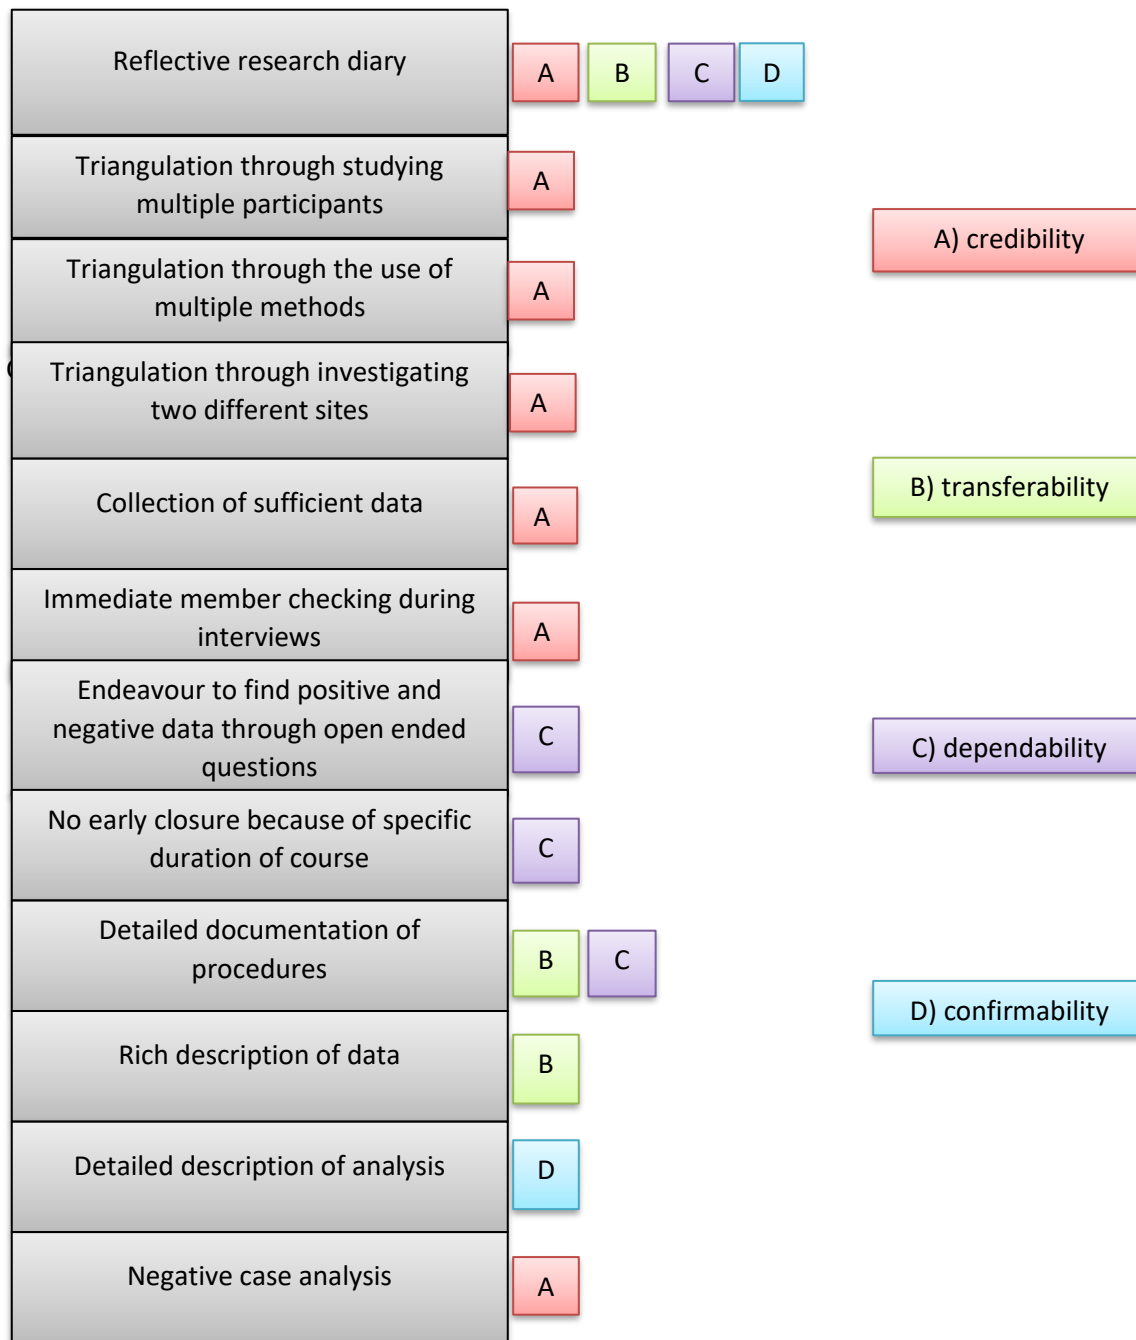 Reflective research diary
A B C D
Triangulation through studying
multiple participants
A
Triangulation through the use of
multiple methods
A
Triangulation through investigating
two different sites
A
Collection of sufficient data
A
Immediate member checking during
interviews
A
Endeavour to find positive and
negative data through open ended
questions
C
No early closure because of specific
duration of course
C
Detailed documentation of
procedures
B C
Rich description of data
B
Detailed description of analysis
D
Negative case analysis
A
A) credibility
B) transferability
C) dependability
D) confirmability